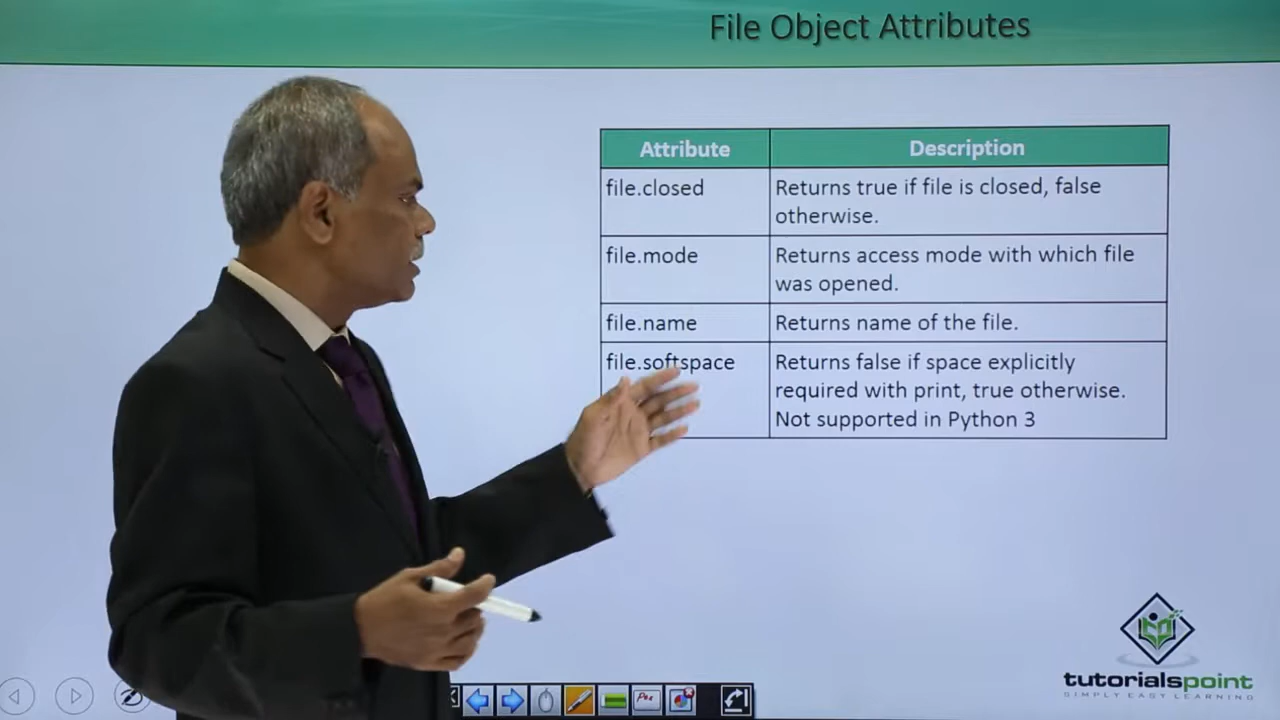 File Object Attributes
Attribute
Description
file.closed
Returns true if file is closed, false
otherwise.
file.mode
Returns access mode with which file
was opened.
file.name
Returns name of the file.
file.softspace
Returns false if space explicitly
required with print, true otherwise.
Not supported in Python 3
tutorialspoint
SIMPLY EASY LEARNING